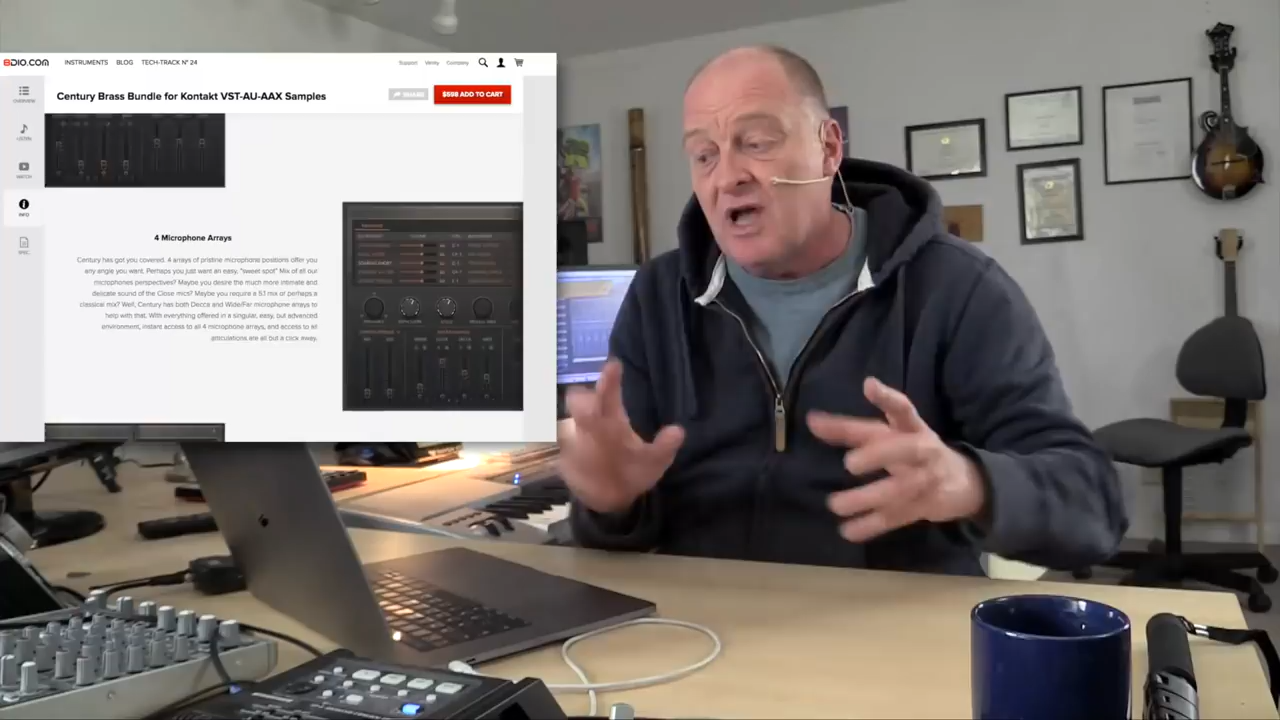 8DIO.COM
INSTRUMENTS BLOG TECH-TRACK N° 24
Support Verify Company
OVERVIEW
LISTEN
WATCH
INFO
SPEC
Century Brass Bundle for Kontakt VST-AU-AAX Samples
SHARE
$598 ADD TO CART
4 Microphone Arrays
Century has got you covered. 4 arrays of pristine microphone positions offer you
any angle you want. Perhaps you just want an easy, "sweet-spot" Mix of all our
microphones perspectives? Maybe you desire the much more intimate and
delicate sound of the Close mics? Maybe you require a 5.1 mix or perhaps a
classical mix? Well, Century has both Decca and Wide/Far microphone arrays to
help with that. With everything offered in a singular, easy, but advanced
environment, instant access to all 4 microphone arrays, and access to all
articulations are all but a click away.